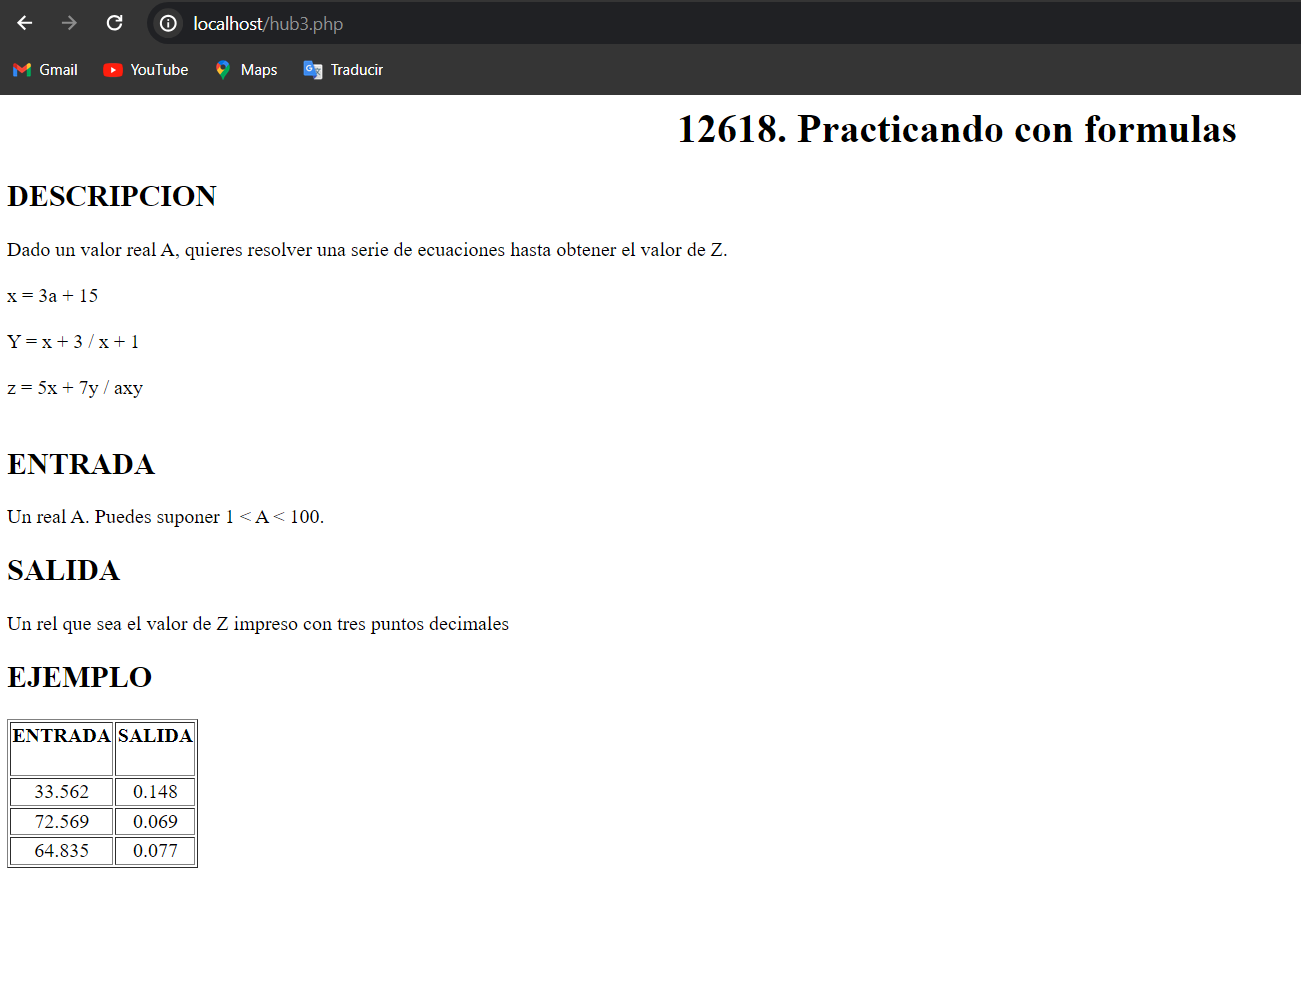 localhost/hub3.php
Gmail YouTube Maps Traducir
12618. Practicando con formulas
DESCRIPCION
Dado un valor real A, quieres resolver una serie de ecuaciones hasta obtener el valor de Z.
x = 3a + 15
Y = x + 3 / x + 1
z = 5x + 7y / axy
ENTRADA
Un real A. Puedes suponer 1 < A < 100.
SALIDA
Un rel que sea el valor de Z impreso con tres puntos decimales
EJEMPLO
ENTRADA SALIDA
33.562 0.148
72.569 0.069
64.835 0.077